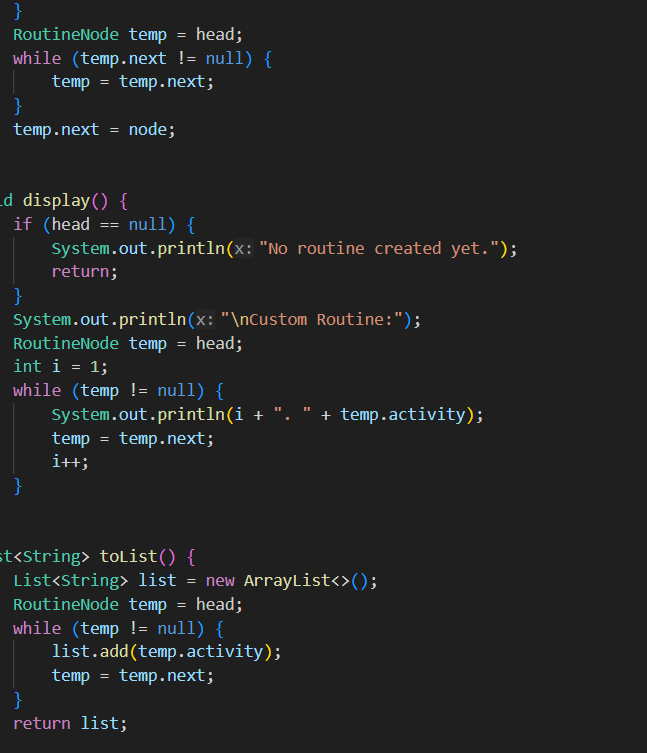 }
RoutineNode temp = head;
while (temp.next != null) {
temp = temp.next;
}
temp.next = node;
ld display() {
if (head == null) {
System.out.println(x: "No routine created yet.");
return;
}
System.out.println(x: "\nCustom Routine:");
RoutineNode temp = head;
int i = 1;
while (temp != null) {
System.out.println(i + ". " + temp.activity);
temp = temp.next;
i++;
}
st<String> toList() {
List<String> list = new ArrayList<>();
RoutineNode temp = head;
while (temp != null) {
list.add(temp.activity);
temp = temp.next;
}
return list;